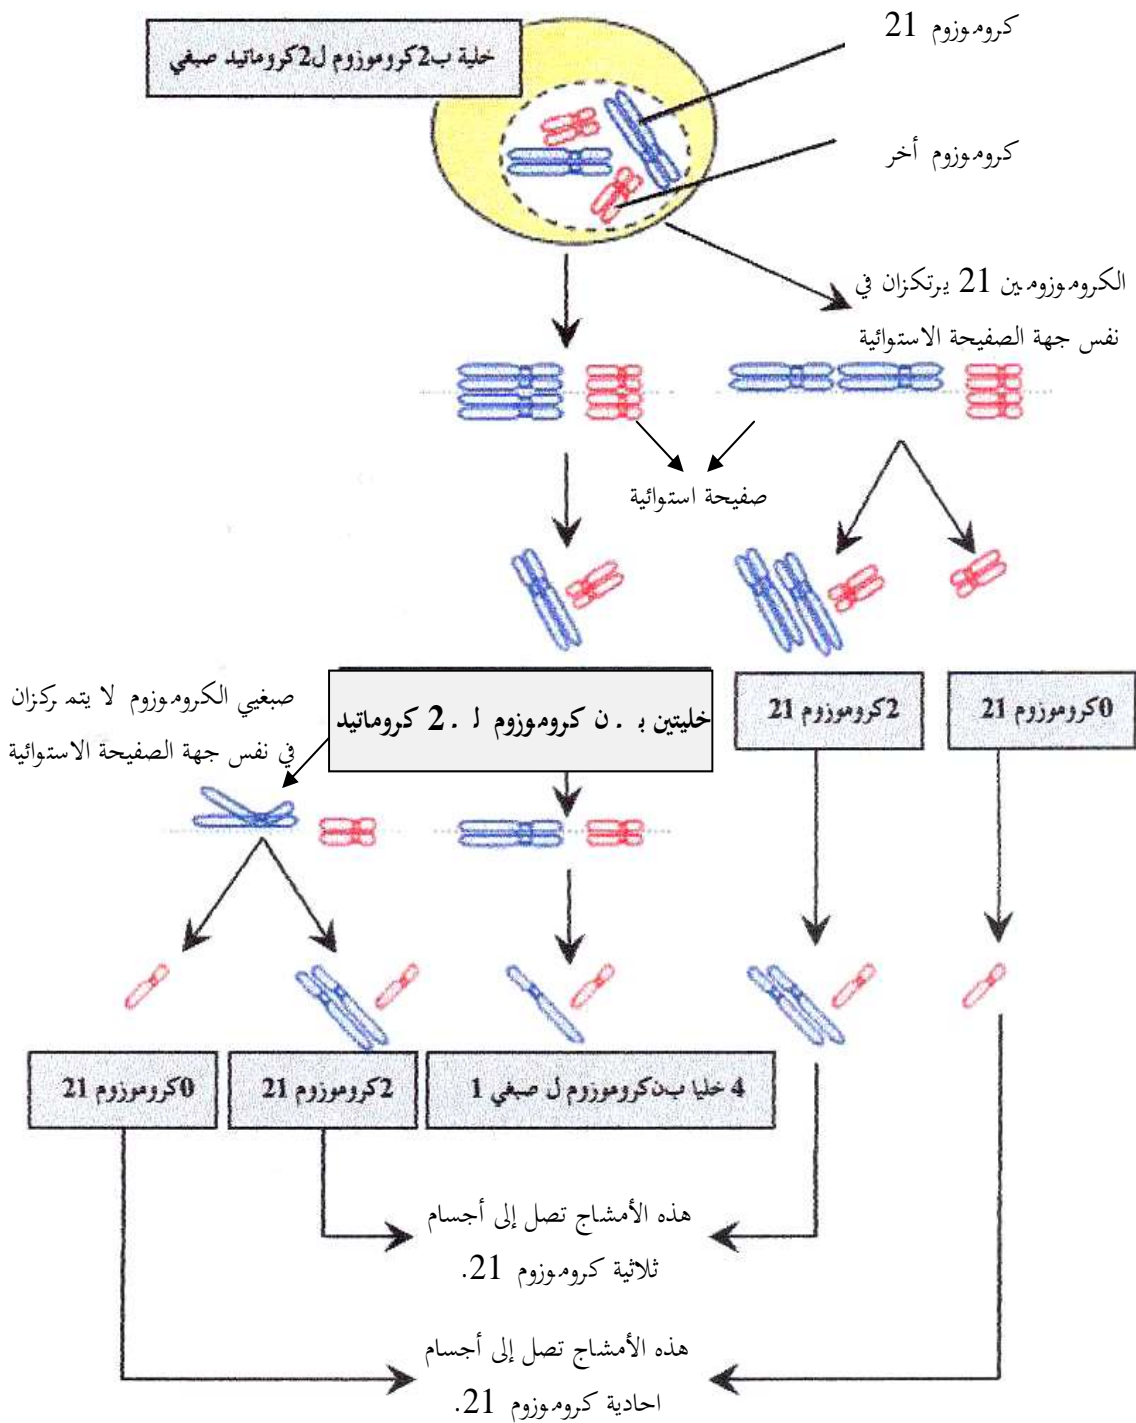 كروموزوم 21
خلية ب2كروموزوم ل2كروماتيد صبغي
كروموزوم أخر
الكروموزومين 21 يرتكزان في
نفس جهة الصفيحة الاستوائية
صفيحة استوائية
صبغيي الكروموزوم لا يتمركزان
في نفس جهة الصفيحة الاستوائية
خليتين بـ . ن كروموزوم لـ . 2 كروماتيد
2كروموزوم 21
0كروموزوم 21
0كروموزوم 21
2كروموزوم 21
4 خليا ب‌ن‌كروموزوم ل صبغي 1
هذه الأمشاج تصل إلى أجسام
ثلاثية كروموزوم 21.
هذه الأمشاج تصل إلى أجسام
احادية كروموزوم 21.